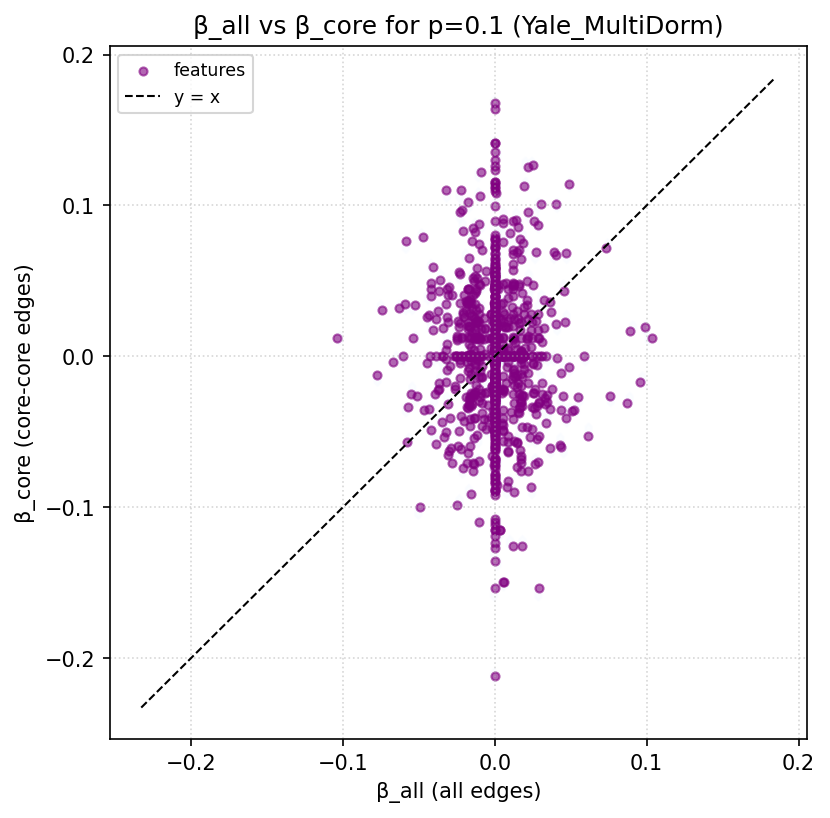 β_all vs β_core for p=0.1 (Yale_MultiDorm)
features
y = x
0.2
0.1
0.0
−0.1
−0.2
β_core (core-core edges)
−0.2
−0.1
0.0
0.1
0.2
β_all (all edges)